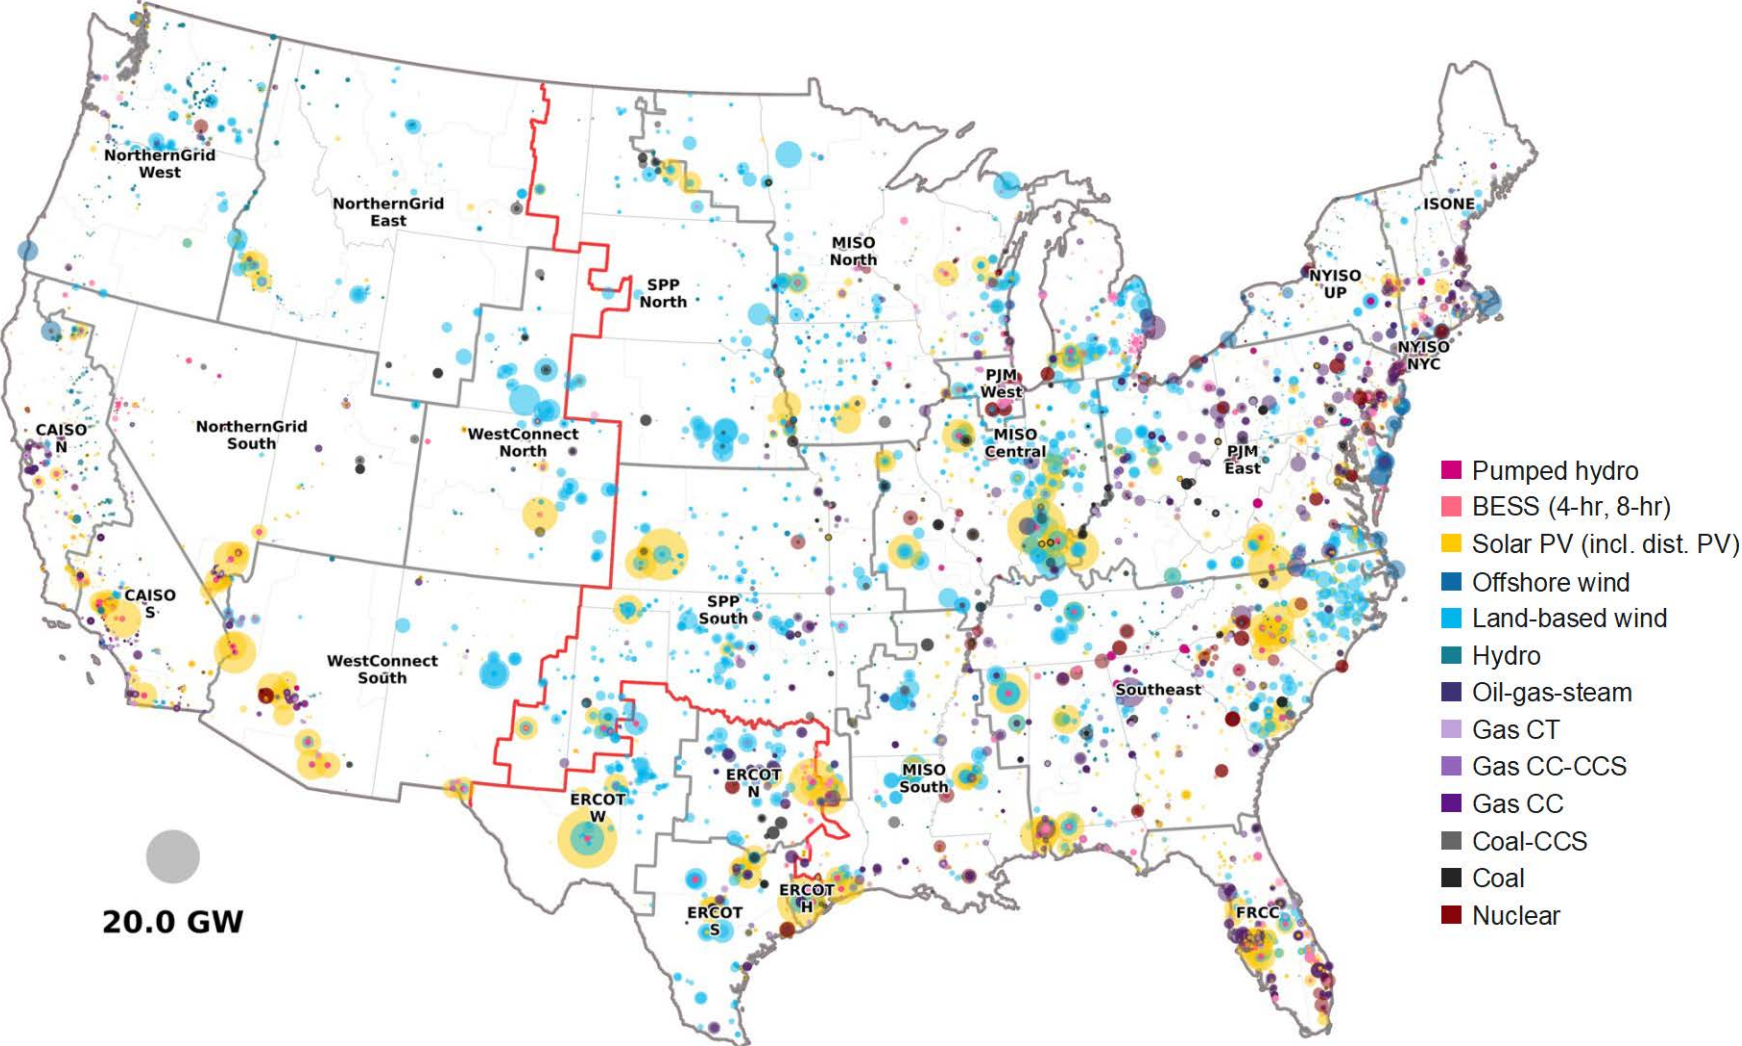 NorthernGrid
West
NorthernGrid
East
ISONE
MISO
North
NYISO
UP
SPP
North
NYISO
NYC
PJM
West
NorthernGrid
South
CAISO
N
WestConnect
North
MISO
Central
PJM
East
CAISO
S
SPP
South
WestConnect
South
Southeast
ERCOT
N
MISO
South
ERCOT
W
ERCOT
H
ERCOT
S
FRCC
20.0 GW
Pumped hydro
BESS (4-hr, 8-hr)
Solar PV (incl. dist. PV)
Offshore wind
Land-based wind
Hydro
Oil-gas-steam
Gas CT
Gas CC-CCS
Gas CC
Coal-CCS
Coal
Nuclear